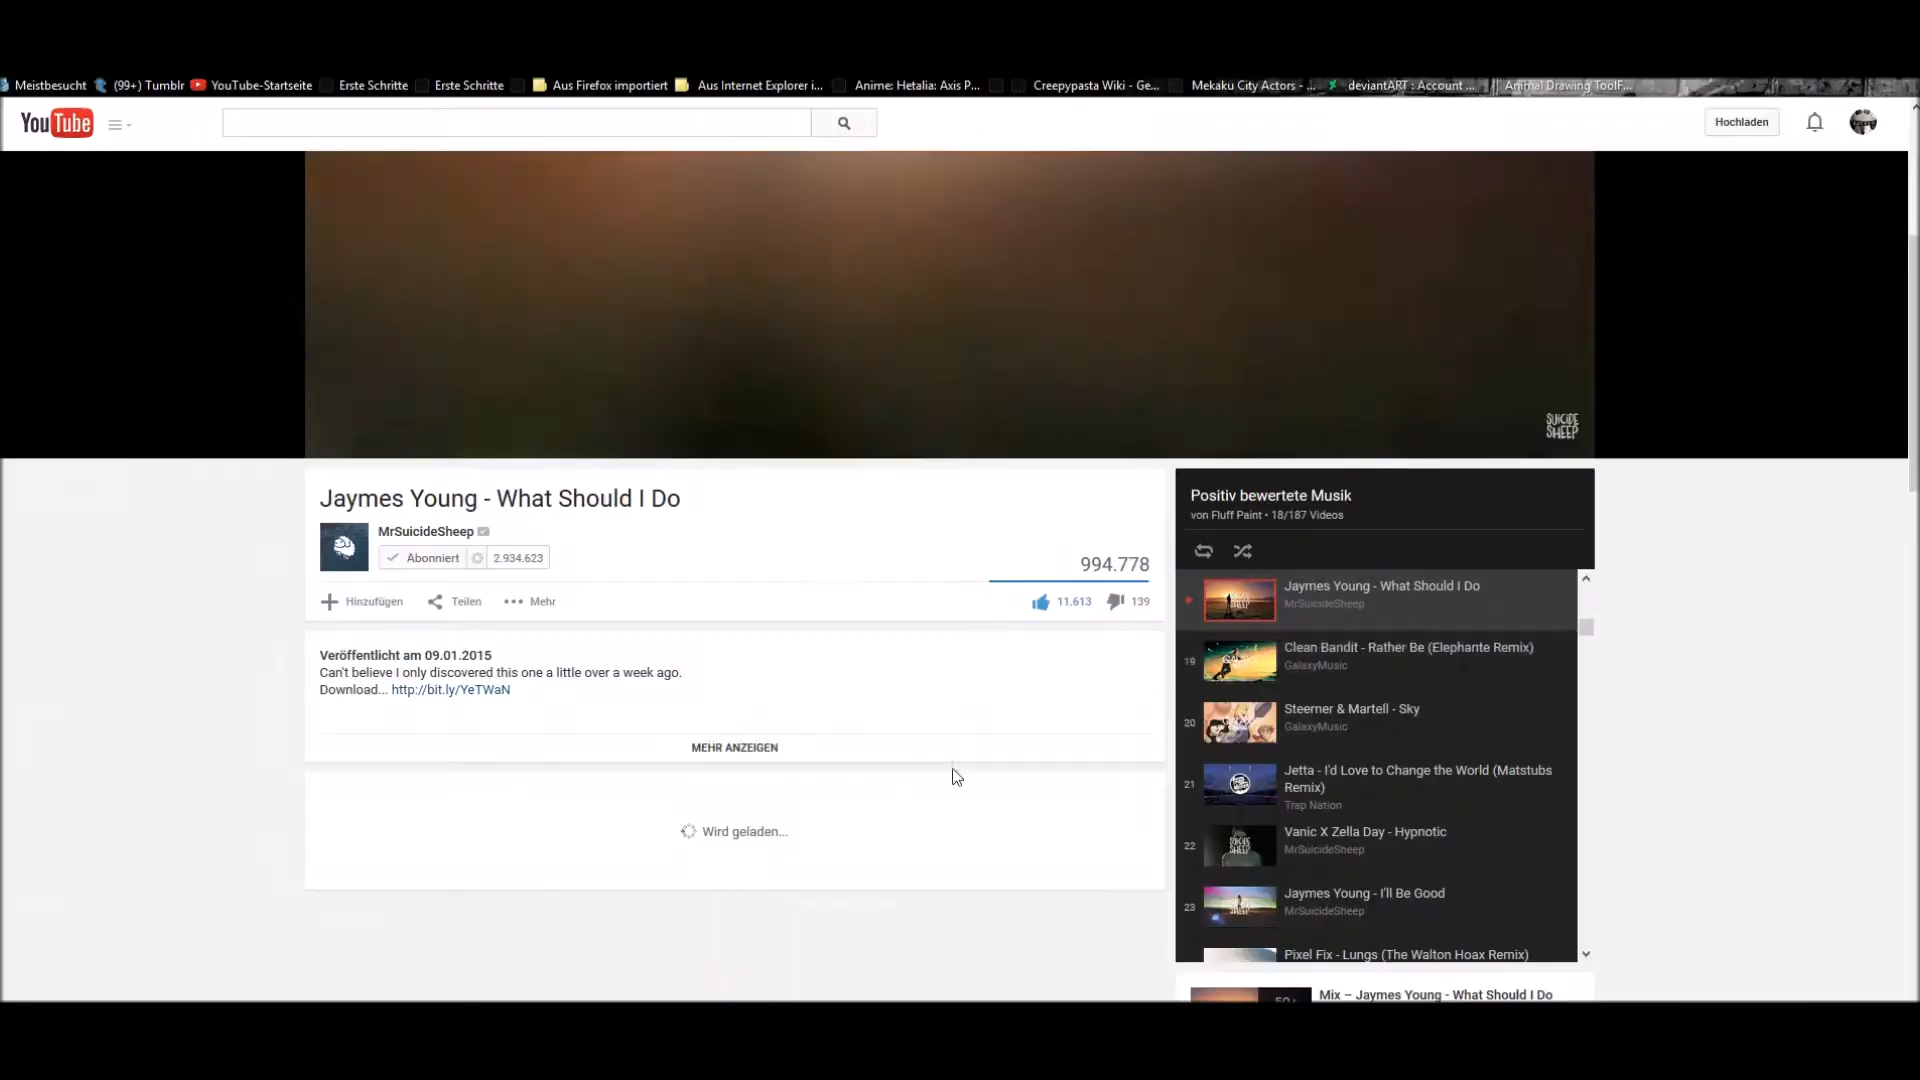 Meistbesucht (99+) Tumblr YouTube-Startseite Erste Schritte Erste Schritte Aus Firefox importiert Aus Internet Explorer i... Anime: Hetalia: Axis P... Creepypasta Wiki - Ge... Mekaku City Actors - ... deviantART : Account ... Animal Drawing ToolF...
YouTube
Hochladen
SUICIDE
SHEEP
Jaymes Young - What Should I Do
MrSuicideSheep
Abonniert 2.934.623
994.778
Hinzufügen Teilen Mehr
11.613 139
Veröffentlicht am 09.01.2015
Can't believe I only discovered this one a little over a week ago.
Download... http://bit.ly/YeTWaN
MEHR ANZEIGEN
Wird geladen...
Positiv bewertete Musik
von Fluff Paint • 18/187 Videos
Jaymes Young - What Should I Do
MrSuicideSheep
19
Clean Bandit - Rather Be (Elephante Remix)
GalaxyMusic
20
Steerner & Martell - Sky
GalaxyMusic
21
Jetta - I'd Love to Change the World (Matstubs
Remix)
Trap Nation
22
Vanic X Zella Day - Hypnotic
MrSuicideSheep
23
Jaymes Young - I'll Be Good
MrSuicideSheep
Pixel Fix - Lungs (The Walton Hoax Remix)
50+
Mix – Jaymes Young - What Should I Do